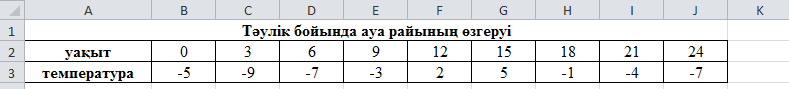 A B C D E F G H I J K
1 Тәулік бойында ауа райының өзгеруі
2 уақыт 0 3 6 9 12 15 18 21 24
3 температура -5 -9 -7 -3 2 5 -1 -4 -7